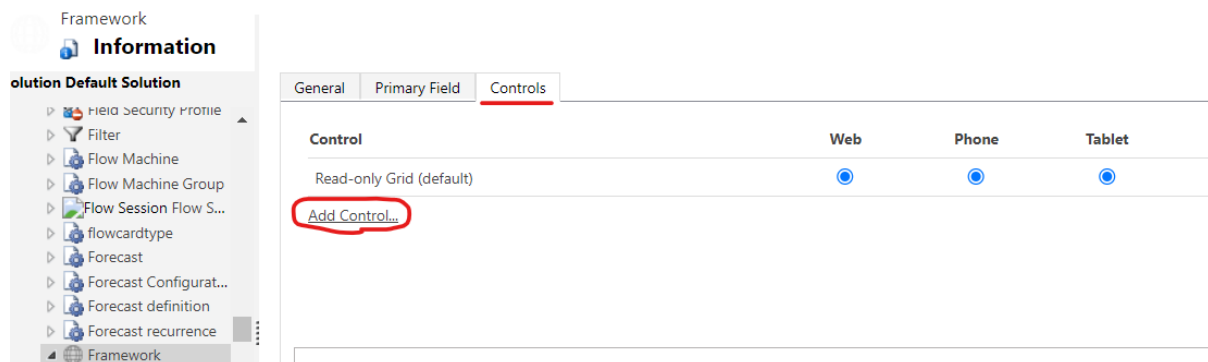 Framework
Information
olution Default Solution
Field Security Profile
Filter
Flow Machine
Flow Machine Group
Flow Session Flow S...
flowcardtype
Forecast
Forecast Configurat...
Forecast definition
Forecast recurrence
Framework
General Primary Field Controls
Control Web Phone Tablet
Read-only Grid (default)
Add Control...